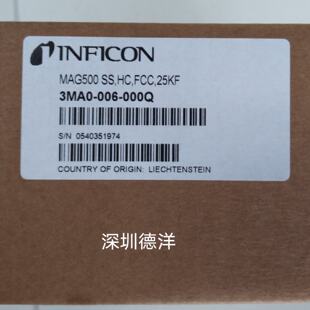 INFICON
MAG500 SS,HC,FCC,25KF
3MA0-006-000Q
S/N 0540351974
COUNTRY OF ORIGIN: LIECHTENSTEIN
深圳德洋